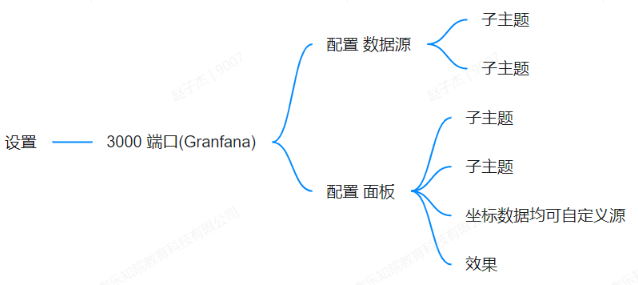 设置
3000 端口(Granfana)
配置 数据源
子主题
子主题
配置 面板
子主题
子主题
坐标数据均可自定义源
效果